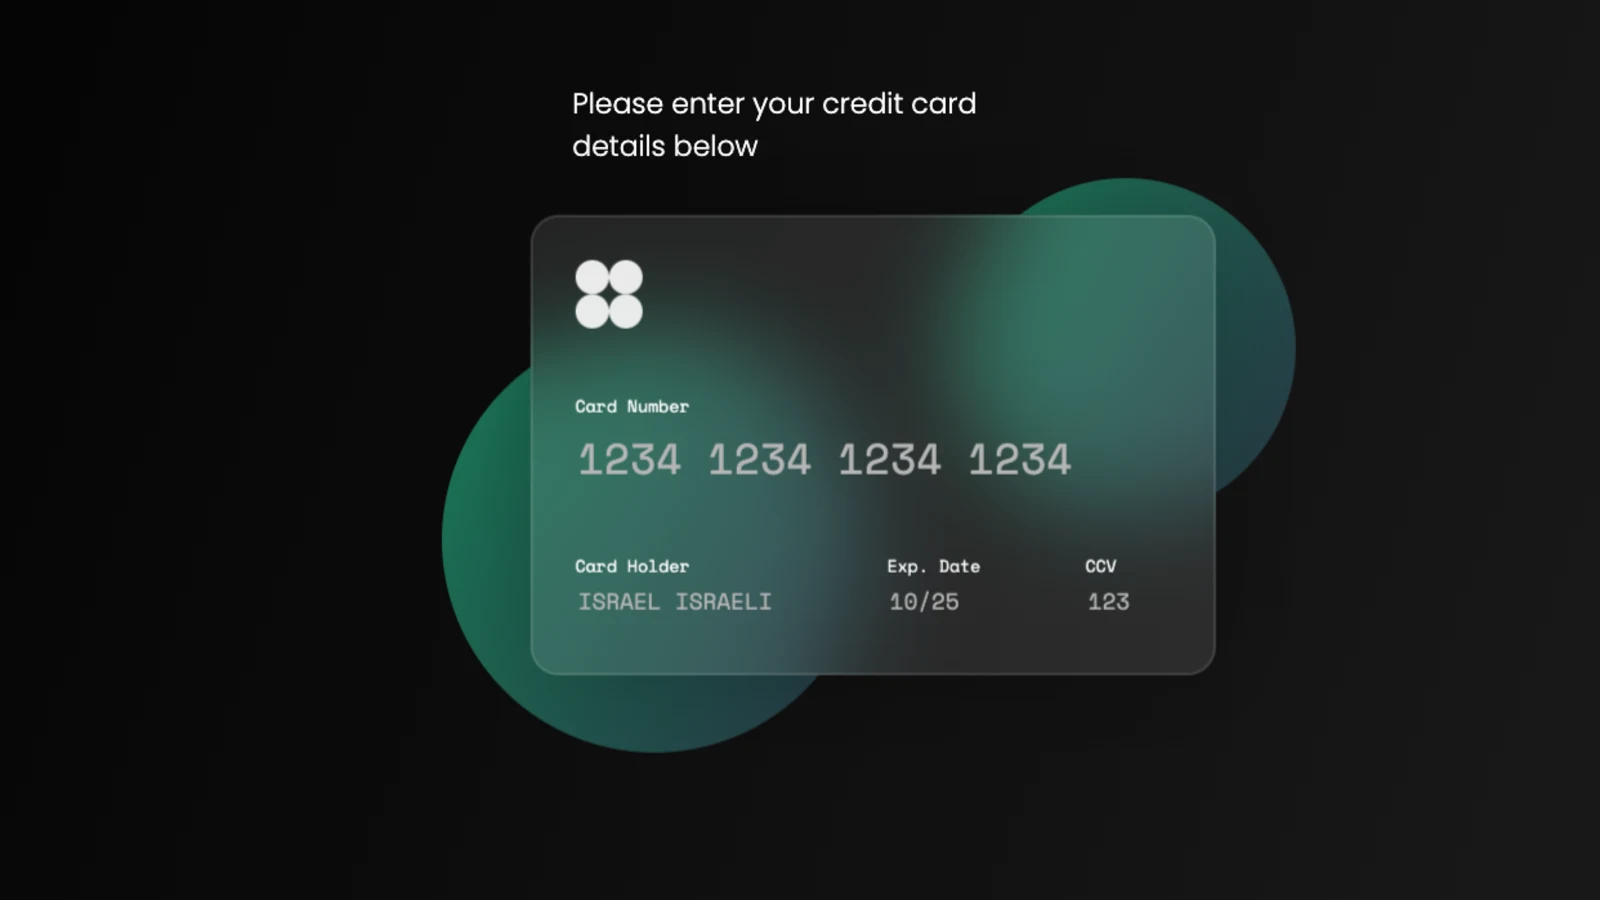 Please enter your credit card
details below
Card Number
1234 1234 1234 1234
Card Holder
ISRAEL ISRAELI
Exp. Date
10/25
CCV
123